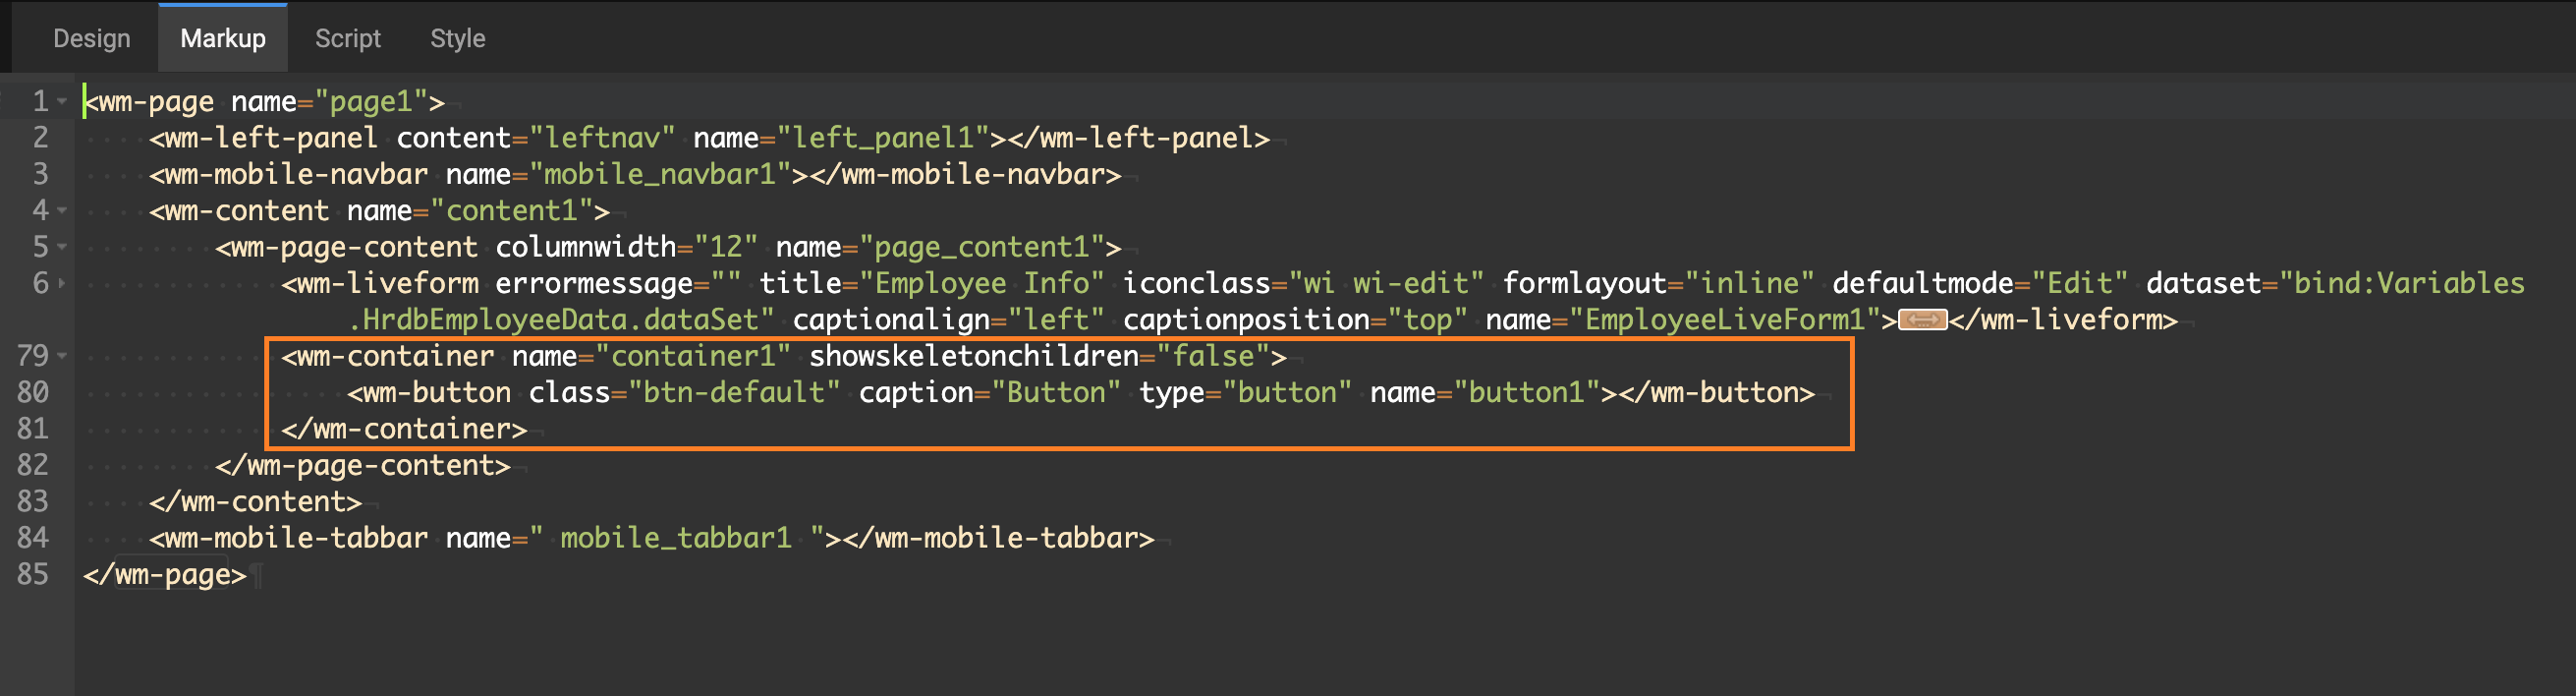 Design Markup Script Style
1 <wm-page name="page1">
2 <wm-left-panel content="leftnav" name="left_panel1"></wm-left-panel>
3 <wm-mobile-navbar name="mobile_navbar1"></wm-mobile-navbar>
4 <wm-content name="content1">
5 <wm-page-content columnwidth="12" name="page_content1">
6 <wm-liveform errormessage="" title="Employee Info" iconclass="wi wi-edit" formlayout="inline" defaultmode="Edit" dataset="bind:Variables
.HrdbEmployeeData.dataSet" captionalign="left" captionposition="top" name="EmployeeLiveForm1"></wm-liveform>
79 <wm-container name="container1" showskeletonchildren="false">
80 <wm-button class="btn-default" caption="Button" type="button" name="button1"></wm-button>
81 </wm-container>
82 </wm-page-content>
83 </wm-content>
84 <wm-mobile-tabbar name=" mobile_tabbar1 "></wm-mobile-tabbar>
85 </wm-page>